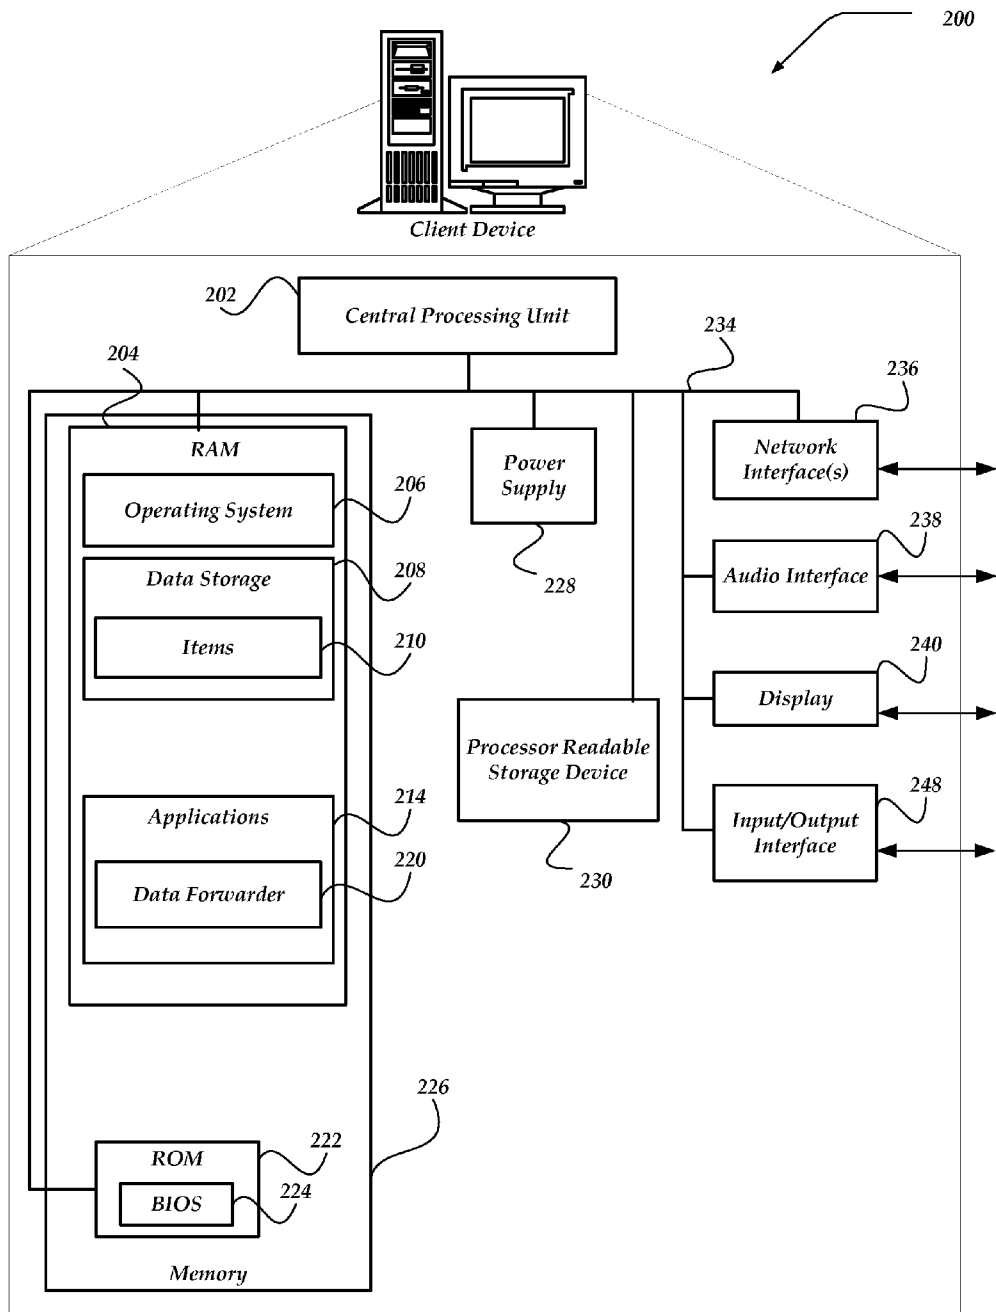 200
Client Device
202
Central Processing Unit
204
234
236
RAM
Network
Interface(s)
Power
Supply
206
Operating System
238
208
Data Storage
228
Audio Interface
210
Items
240
Display
Processor Readable
Storage Device
214
Applications
248
Input/Output
Interface
220
Data Forwarder
230
226
222
ROM
224
BIOS
Memory